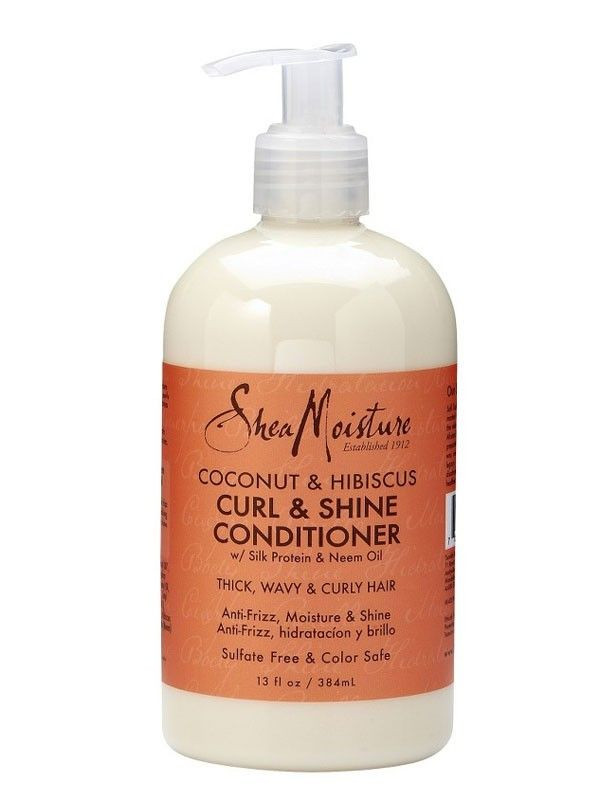 SheaMoisture
Established 1912
COCONUT & HIBISCUS
CURL & SHINE
CONDITIONER
w/ Silk Protein & Neem Oil
THICK, WAVY & CURLY HAIR
Anti-Frizz, Moisture & Shine
Anti-Frizz, hidratacíon y brillo
Sulfate Free & Color Safe
13 fl oz / 384mL